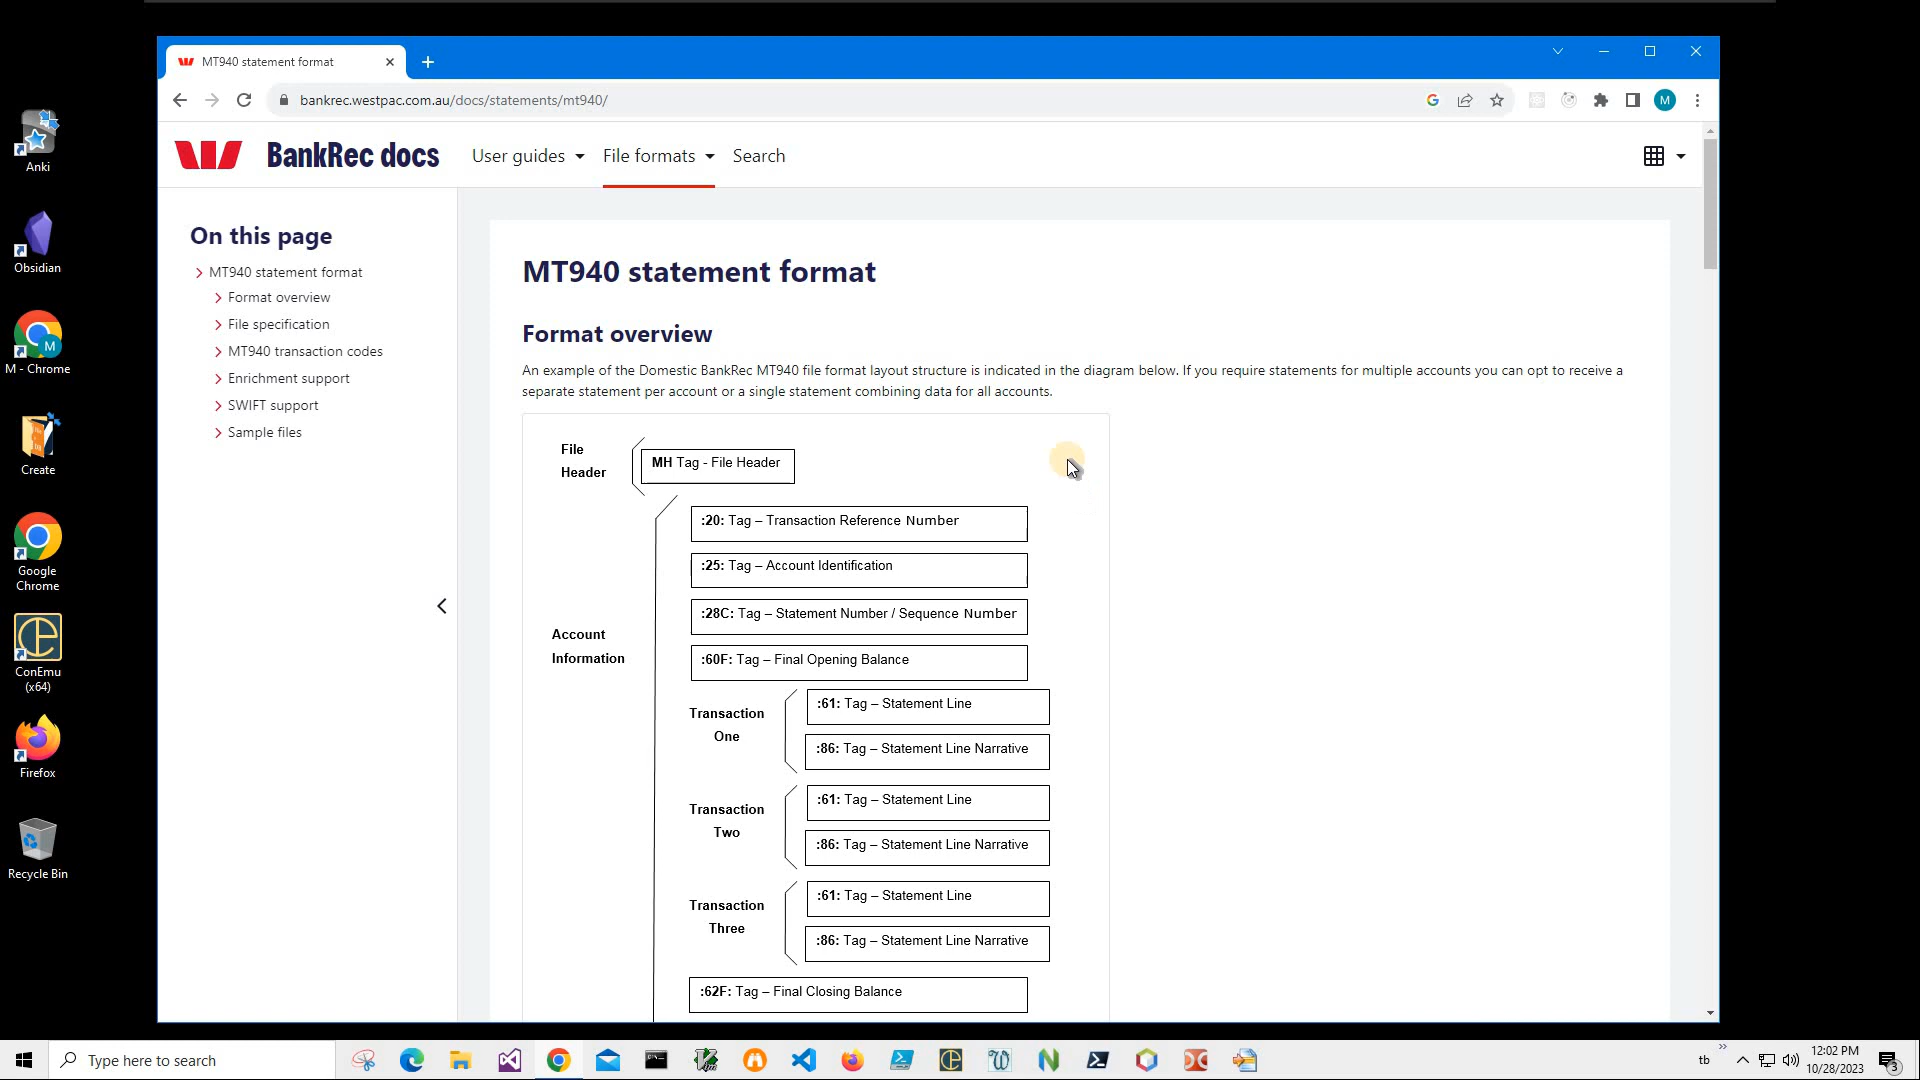 MT940 statement format
bankrec.westpac.com.au/docs/statements/mt940/
M
BankRec docs
User guides
File formats
Search
On this page
MT940 statement format
Format overview
File specification
MT940 transaction codes
Enrichment support
SWIFT support
Sample files
MT940 statement format
Format overview
An example of the Domestic BankRec MT940 file format layout structure is indicated in the diagram below. If you require statements for multiple accounts you can opt to receive a
separate statement per account or a single statement combining data for all accounts.
File
Header
MH Tag - File Header
:20: Tag – Transaction Reference Number
:25: Tag – Account Identification
:28C: Tag – Statement Number / Sequence Number
Account
Information
:60F: Tag – Final Opening Balance
Transaction
One
:61: Tag – Statement Line
:86: Tag – Statement Line Narrative
Transaction
Two
:61: Tag – Statement Line
:86: Tag – Statement Line Narrative
Transaction
Three
:61: Tag – Statement Line
:86: Tag – Statement Line Narrative
:62F: Tag – Final Closing Balance
Anki
Obsidian
M
M - Chrome
Create
Google
Chrome
ConEmu
(x64)
Firefox
Recycle Bin
Type here to search
tb
12:02 PM
10/28/2023
3